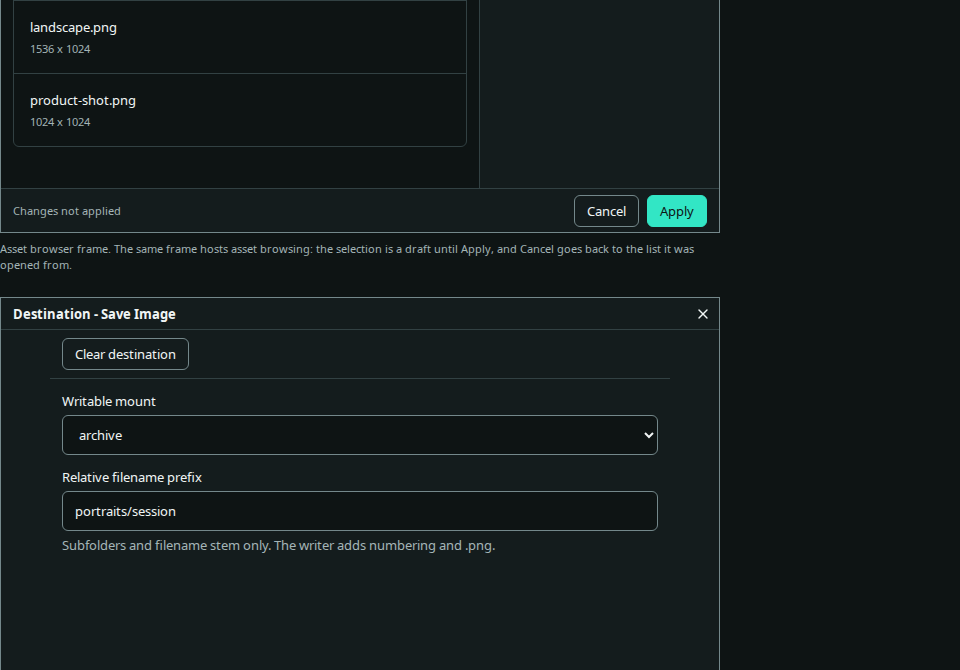 landscape.png
1536 x 1024
product-shot.png
1024 x 1024
Changes not applied
Cancel
Apply
Asset browser frame. The same frame hosts asset browsing: the selection is a draft until Apply, and Cancel goes back to the list it was
opened from.
Destination - Save Image
Clear destination
Writable mount
archive
Relative filename prefix
portraits/session
Subfolders and filename stem only. The writer adds numbering and .png.